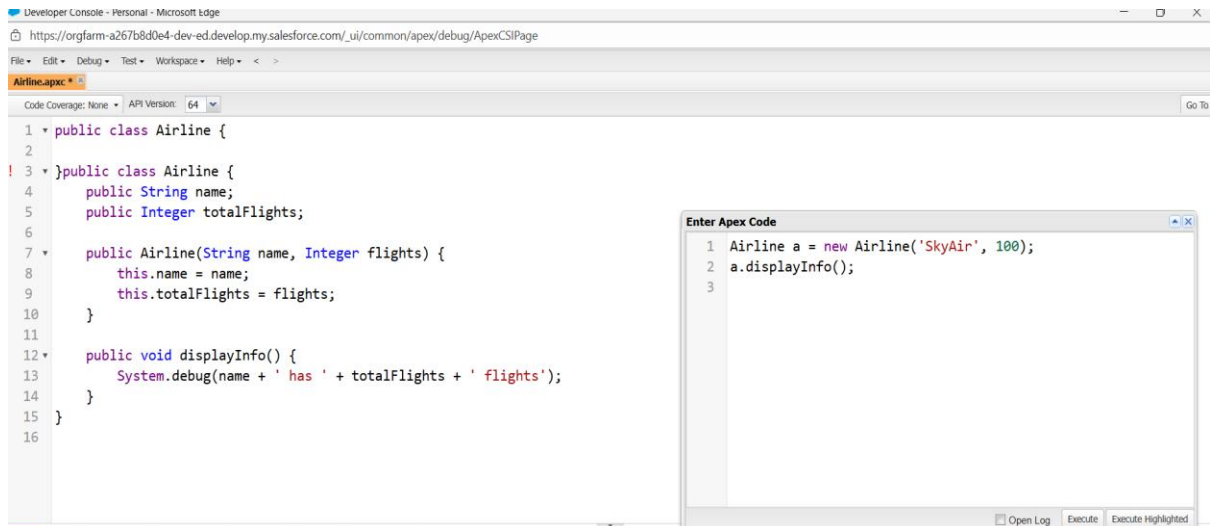 Developer Console - Personal - Microsoft Edge
https://orgfarm-a267b8d0e4-dev-ed.develop.my.salesforce.com/_ui/common/apex/debug/ApexCSIPage
File Edit Debug Test Workspace Help < >
Airline.apxc *
Code Coverage: None API Version: 64 Go To
1 public class Airline {
2
! 3 }public class Airline {
4 public String name;
5 public Integer totalFlights;
6
7 public Airline(String name, Integer flights) {
8 this.name = name;
9 this.totalFlights = flights;
10 }
11
12 public void displayInfo() {
13 System.debug(name + ' has ' + totalFlights + ' flights');
14 }
15 }
16
Enter Apex Code
1 Airline a = new Airline('SkyAir', 100);
2 a.displayInfo();
3
Open Log Execute Execute Highlighted